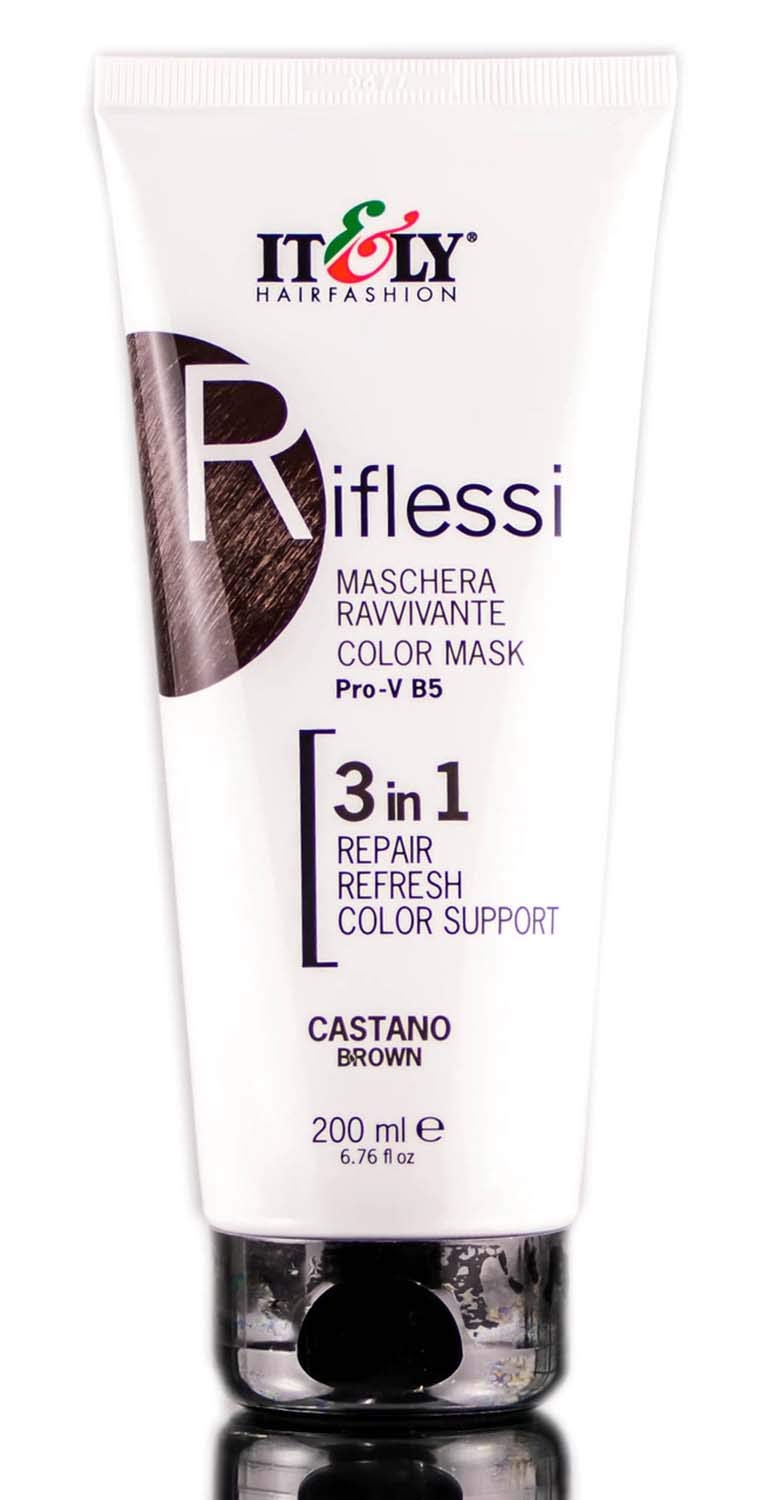 IT&LY®
HAIRFASHION
Riflessi
MASCHERA
RAVVIVANTE
COLOR MASK
Pro-V B5
3 in 1
REPAIR
REFRESH
COLOR SUPPORT
CASTANO
BROWN
200 ml ℮
6.76 fl oz